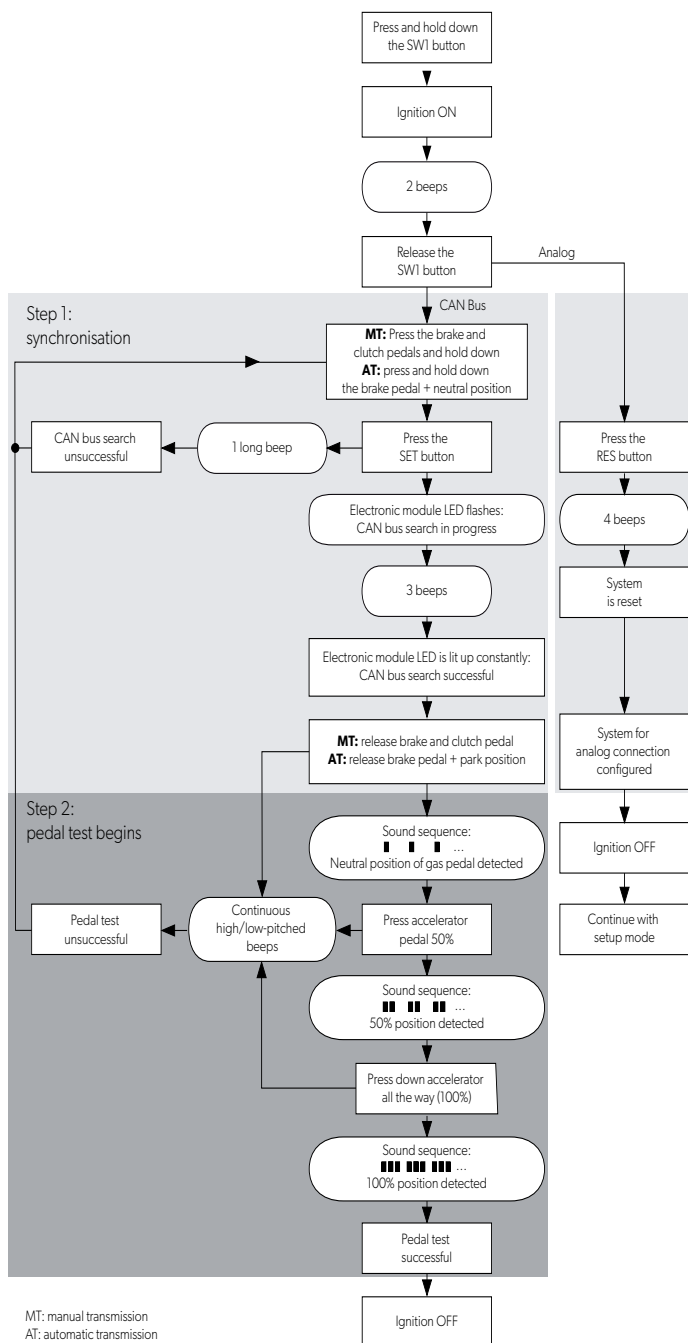 Press and hold down
the SW1 button
Ignition ON
2 beeps
Release the
SW1 button
Analog
CAN Bus
Step 1:
synchronisation
MT: Press the brake and
clutch pedals and hold down
AT: press and hold down
the brake pedal + neutral position
CAN bus search
unsuccessful
1 long beep
Press the
SET button
Press the
RES button
Electronic module LED flashes:
CAN bus search in progress
4 beeps
3 beeps
System
is reset
Electronic module LED is lit up constantly:
CAN bus search successful
MT: release brake and clutch pedal
AT: release brake pedal + park position
System for
analog connection
configured
Step 2:
pedal test begins
Sound sequence:
...
Neutral position of gas pedal detected
Ignition OFF
Pedal test
unsuccessful
Continuous
high/low-pitched
beeps
Press accelerator
pedal 50%
Continue with
setup mode
Sound sequence:
...
50% position detected
Press down accelerator
all the way (100%)
Sound sequence:
...
100% position detected
Pedal test
successful
Ignition OFF
MT: manual transmission
AT: automatic transmission